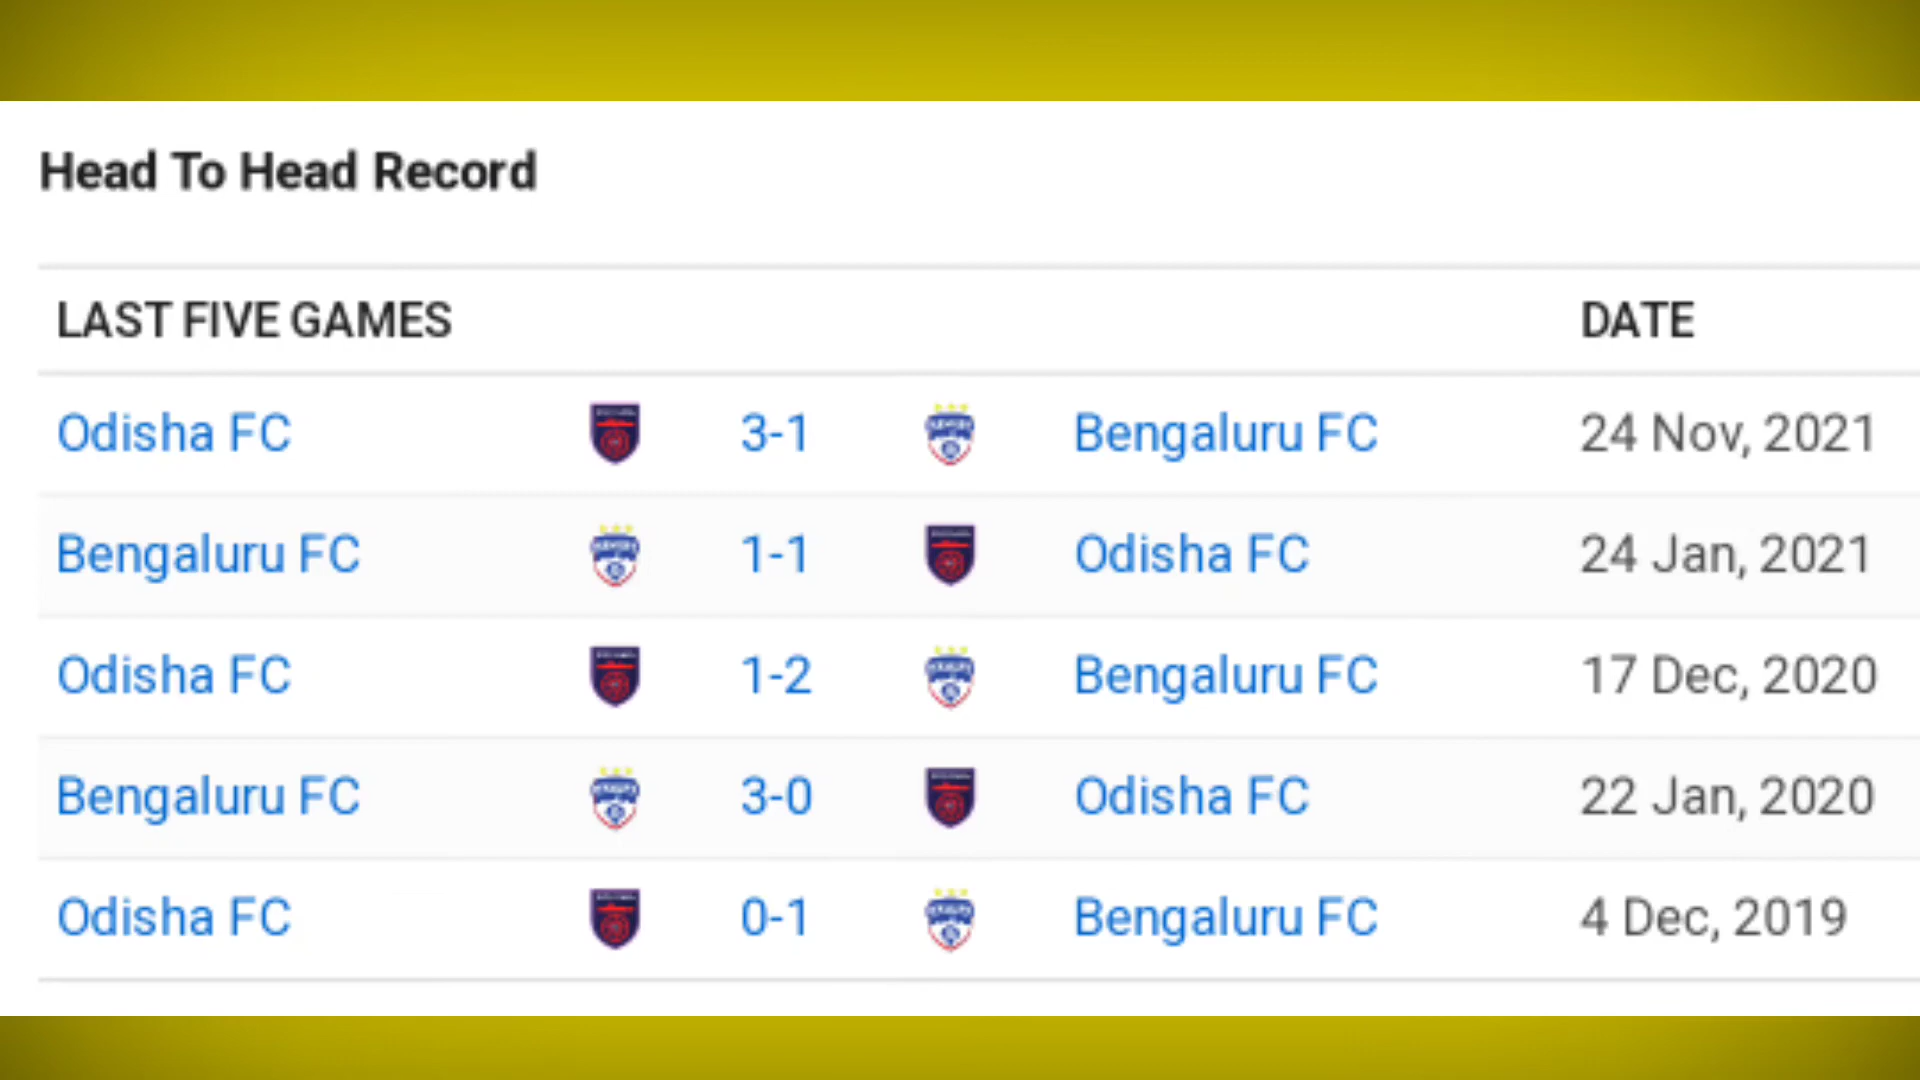 Head To Head Record
LAST FIVE GAMES DATE
Odisha FC 3-1 Bengaluru FC 24 Nov, 2021
Bengaluru FC 1-1 Odisha FC 24 Jan, 2021
Odisha FC 1-2 Bengaluru FC 17 Dec, 2020
Bengaluru FC 3-0 Odisha FC 22 Jan, 2020
Odisha FC 0-1 Bengaluru FC 4 Dec, 2019